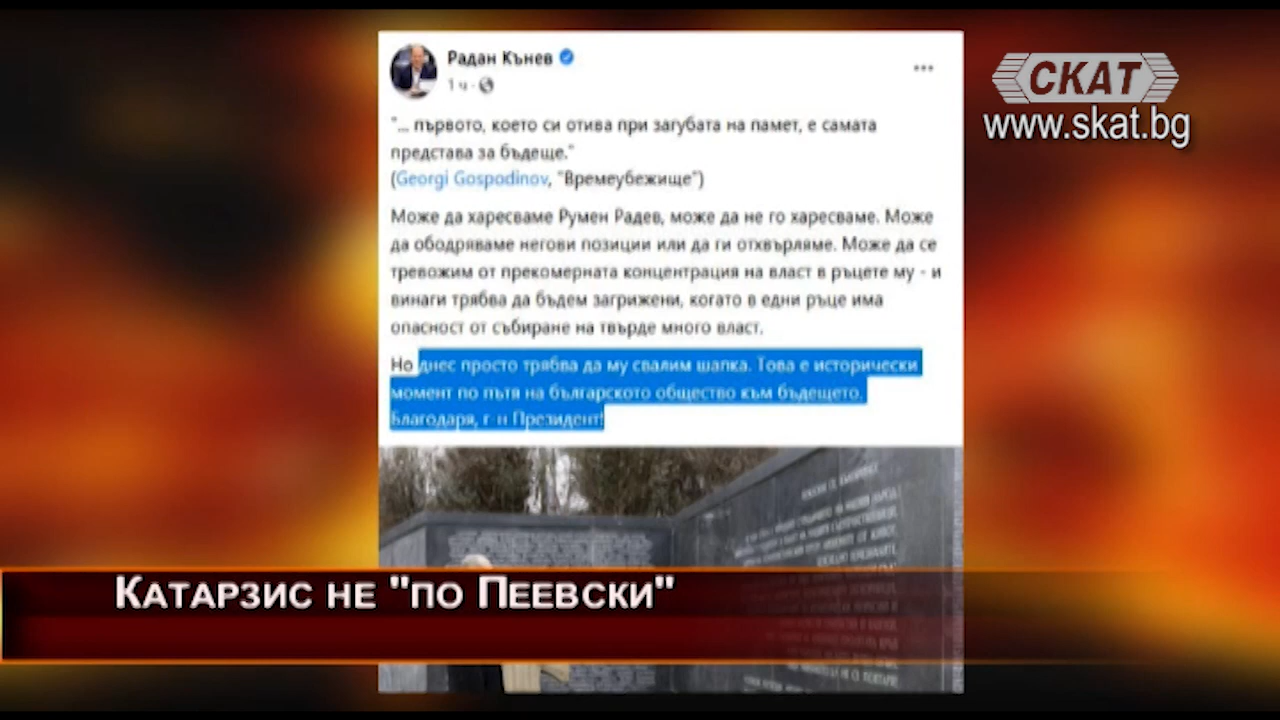 Радан Кънев
1 ч ·
"... първото, което си отива при загубата на памет, е самата
представа за бъдеще."
(Georgi Gospodinov, "Времеубежище")
Може да харесваме Румен Радев, може да не го харесваме. Може
да ободряваме негови позиции или да ги отхвърляме. Може да се
тревожим от прекомерната концентрация на власт в ръцете му - и
винаги трябва да бъдем загрижени, когато в едни ръце има
опасност от събиране на твърде много власт.
Но днес просто трябва да му свалим шапка. Това е исторически
момент по пътя на българското общество към бъдещето.
Благодаря, г-н Президент!
СКАТ
www.skat.bg
КАТАРЗИС НЕ "ПО ПЕЕВСКИ"